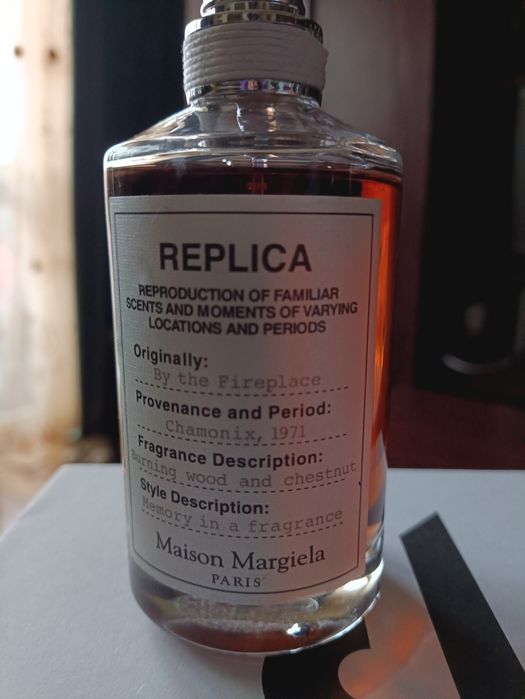 REPLICA
REPRODUCTION OF FAMILIAR
SCENTS AND MOMENTS OF VARYING
LOCATIONS AND PERIODS
Originally:
By the Fireplace
Provenance and Period:
Chamonix, 1971
Fragrance Description:
Burning wood and chestnut
Style Description:
Memory in a fragrance
Maison Margiela
PARIS